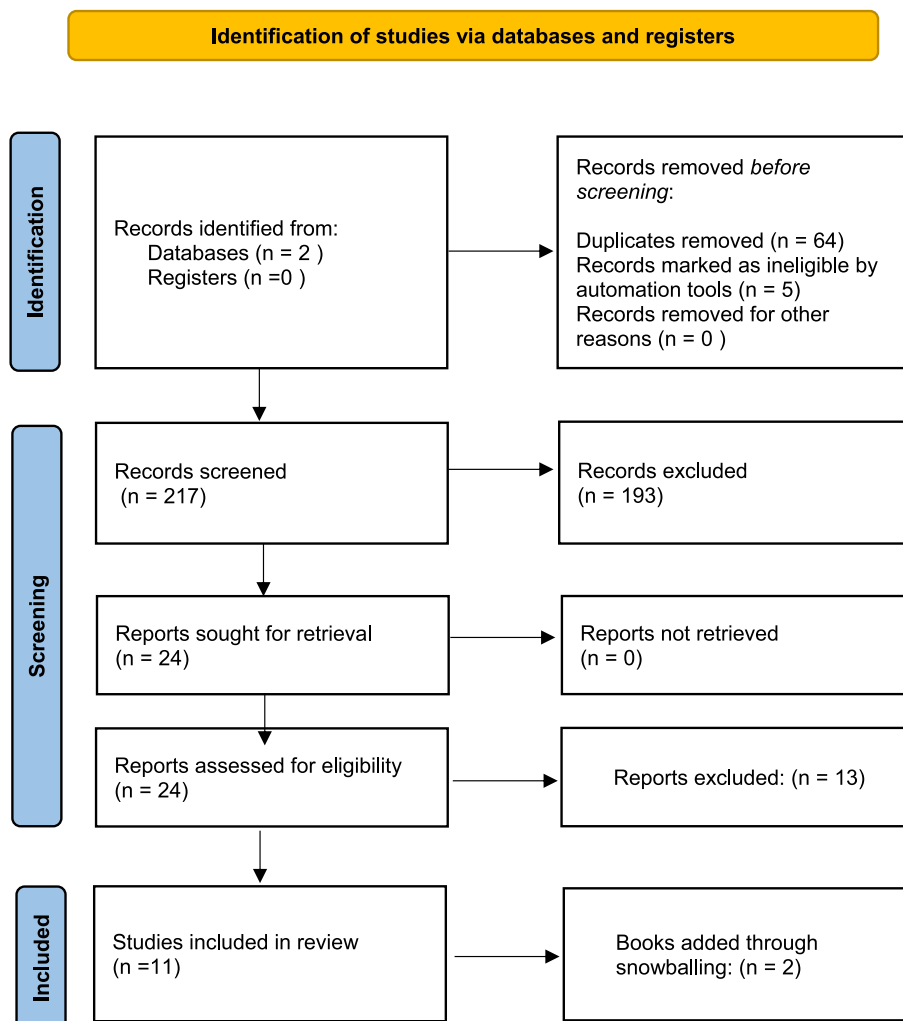 Identification of studies via databases and registers
Identification
Records identified from:
Databases (n = 2 )
Registers (n =0 )
Records removed before
screening:
Duplicates removed (n = 64)
Records marked as ineligible by
automation tools (n = 5)
Records removed for other
reasons (n = 0 )
Screening
Records screened
(n = 217)
Records excluded
(n = 193)
Reports sought for retrieval
(n = 24)
Reports not retrieved
(n = 0)
Reports assessed for eligibility
(n = 24)
Reports excluded: (n = 13)
Included
Studies included in review
(n =11)
Books added through
snowballing: (n = 2)